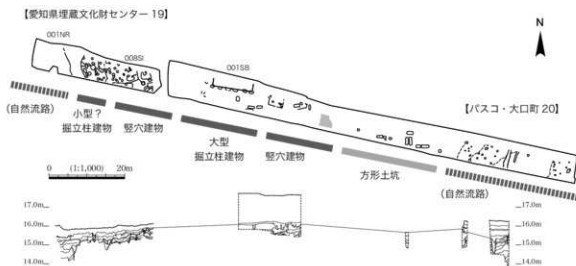 【愛知県埋蔵文化財センター 19】
N
001NR
008SI
001SB
【パスコ・大口町 20】
(自然流路)
小型？
掘立柱建物
竪穴建物
大型
掘立柱建物
竪穴建物
方形土坑
(自然流路)
0 (1:1,000) 20m
17.0m
16.0m
15.0m
14.0m
17.0m
16.0m
15.0m
14.0m